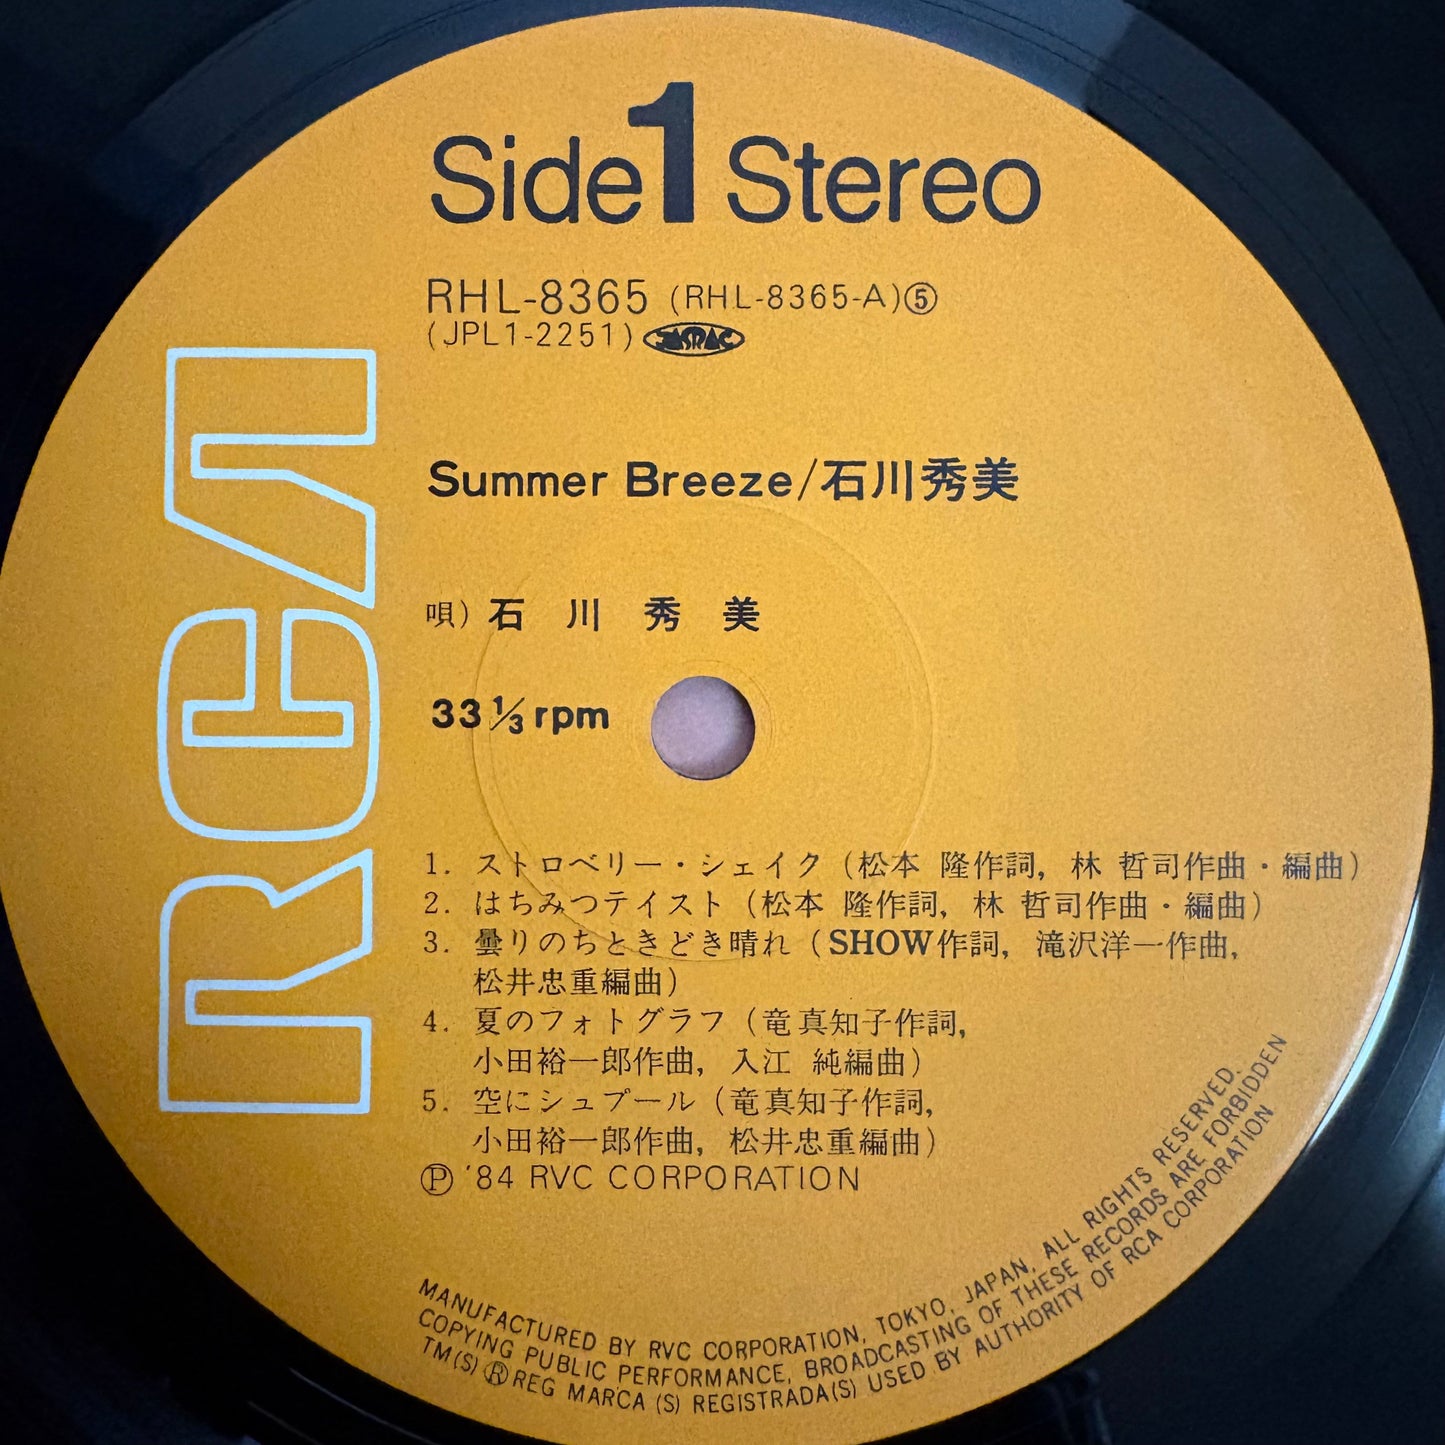 Side 1 Stereo
RHL-8365 (RHL-8365-A)⑤
(JPL1-2251) JASRAC
RCA
Summer Breeze/石川秀美
唄) 石川秀美
33 1/3 rpm
1. ストロベリー・シェイク (松本 隆作詞, 林 哲司作曲・編曲)
2. はちみつテイスト (松本 隆作詞, 林 哲司作曲・編曲)
3. 曇りのちときどき晴れ (SHOW作詞, 滝沢洋一作曲,
松井忠重編曲)
4. 夏のフォトグラフ (竜真知子作詞,
小田裕一郎作曲, 入江 純編曲)
5. 空にシュプール (竜真知子作詞,
小田裕一郎作曲, 松井忠重編曲)
Ⓟ '84 RVC CORPORATION
MANUFACTURED BY RVC CORPORATION, TOKYO, JAPAN, ALL RIGHTS RESERVED.
COPYING PUBLIC PERFORMANCE, BROADCASTING OF THESE RECORDS ARE FORBIDDEN
TM(S) ® REG MARCA (S) REGISTRADA(S) USED BY AUTHORITY OF RCA CORPORATION